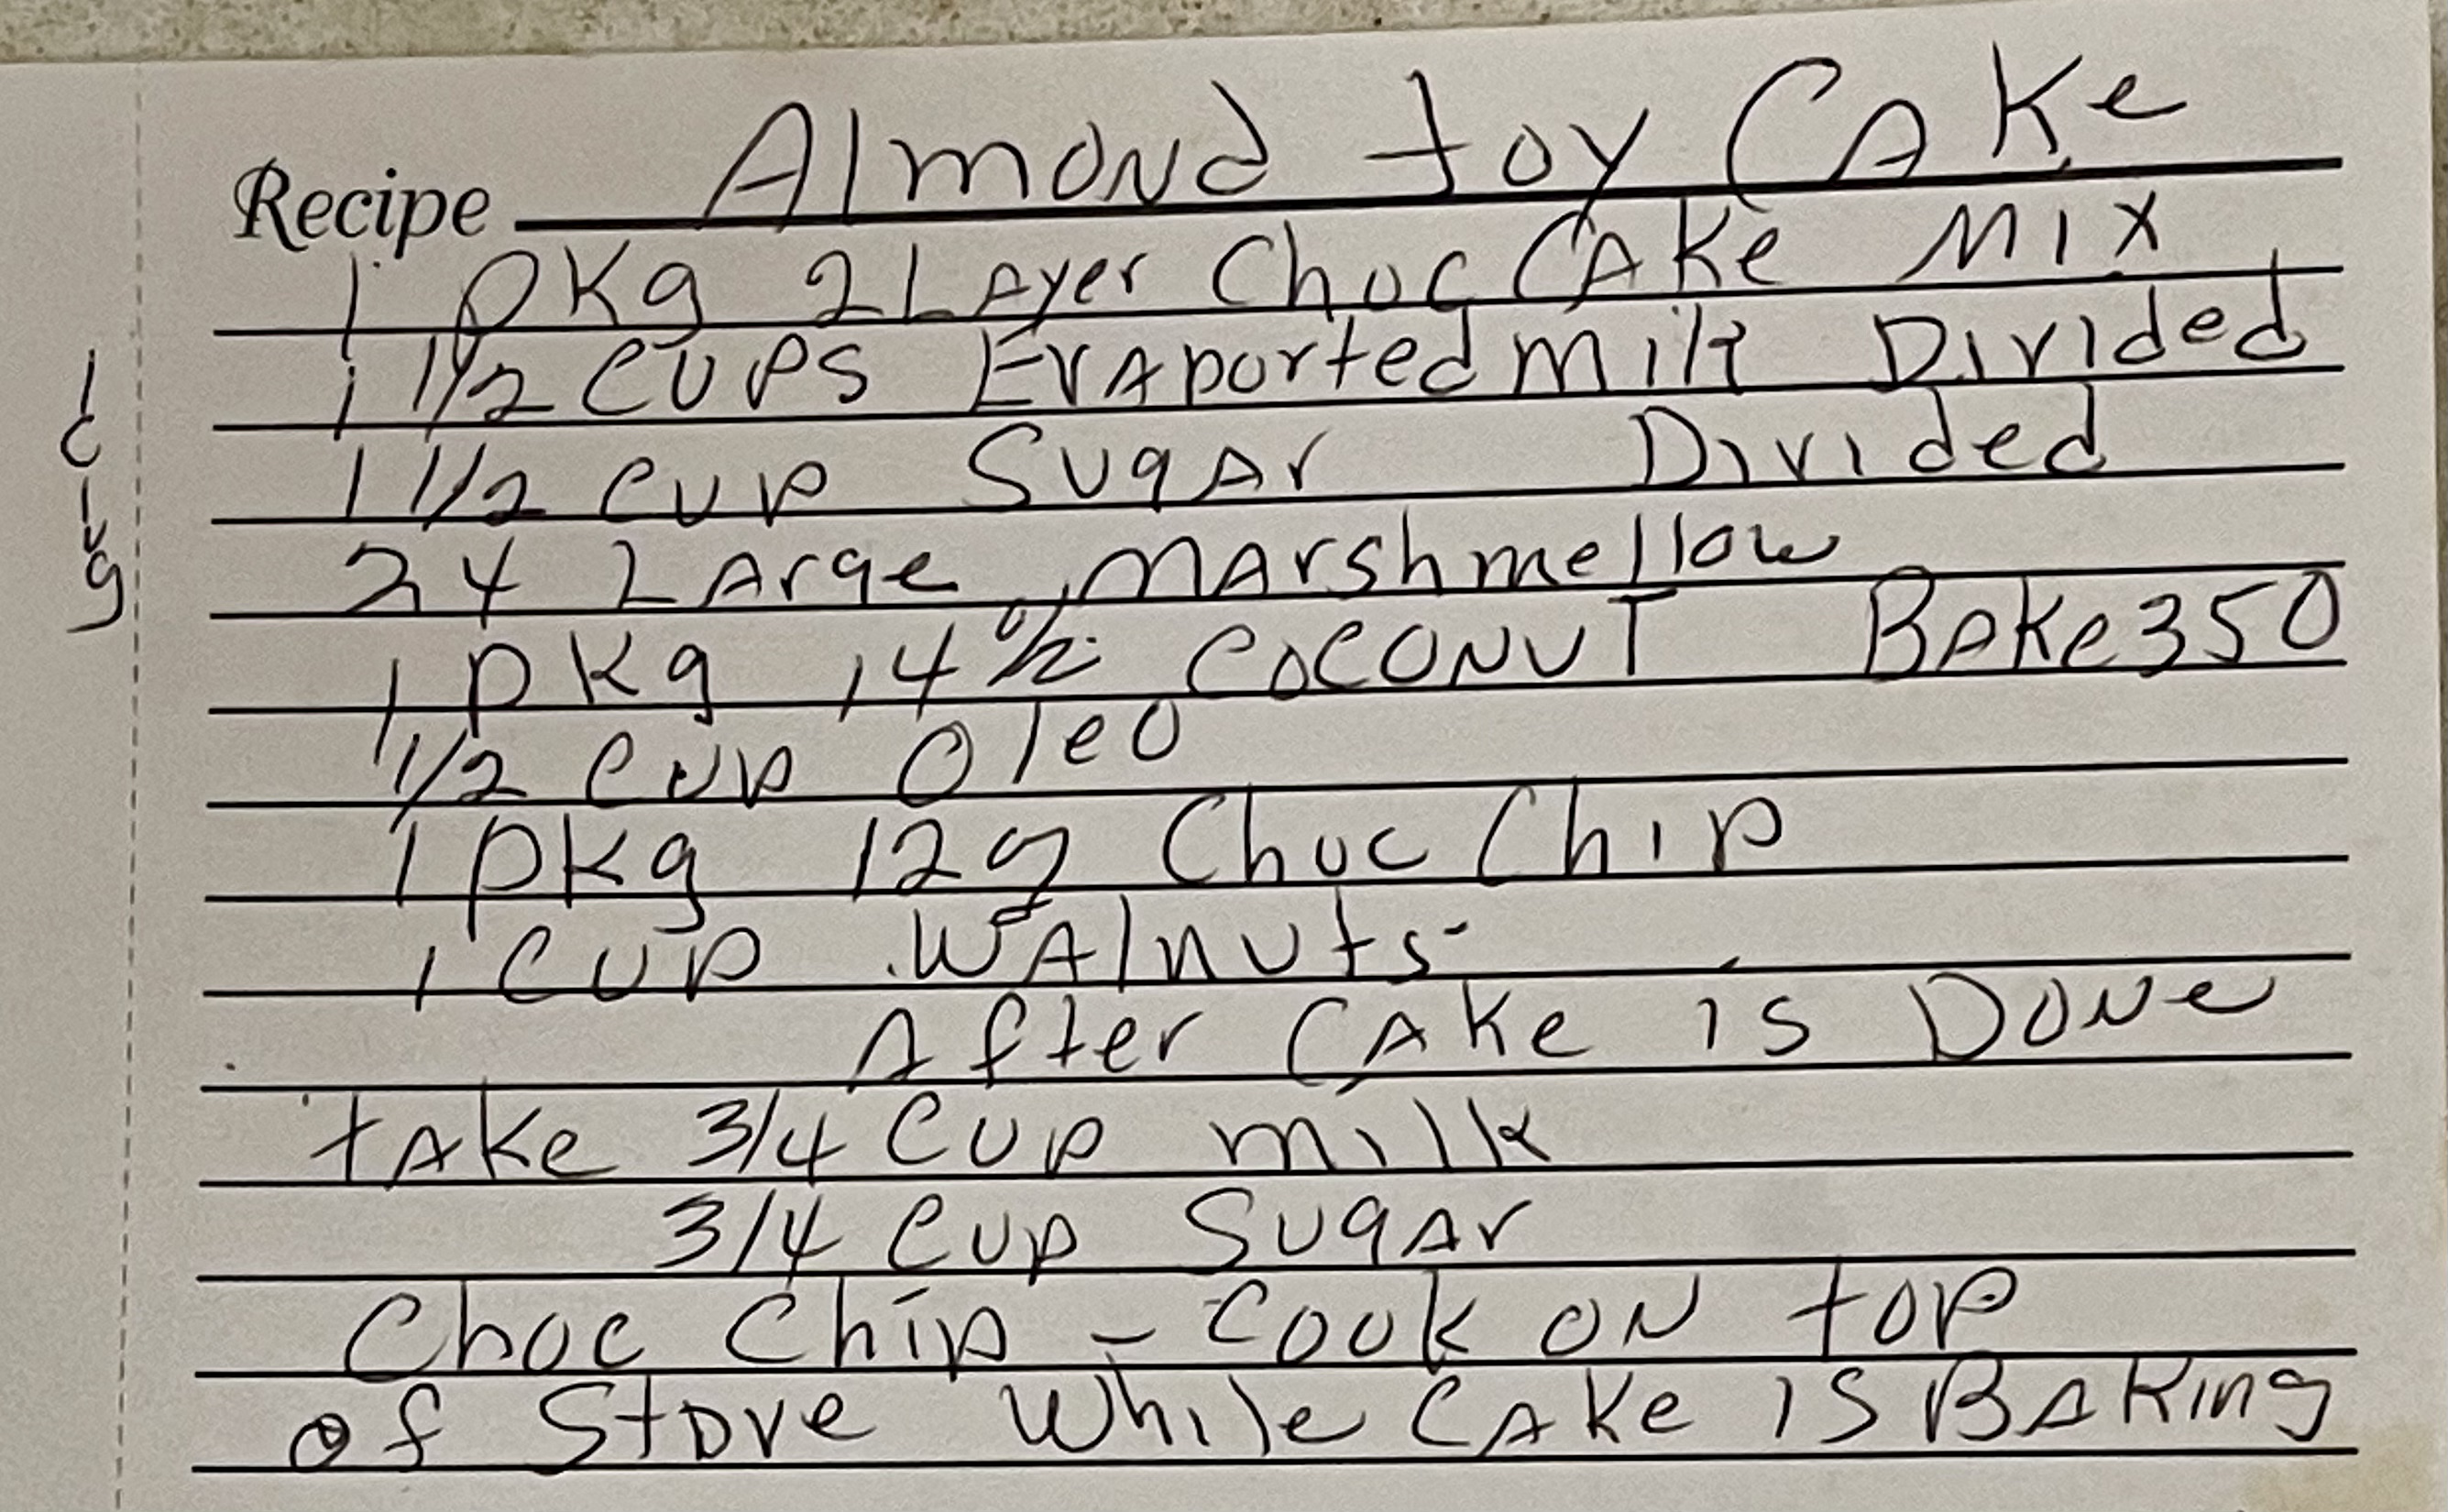 Recipe Almond Joy Cake
1 pkg 2 Layer Choc Cake Mix
1 1/2 cups Evaported Milk Divided
1 1/2 cup Sugar Divided
24 Large Marshmellow
1 pkg 14 oz Coconut Bake 350
1/2 cup Oleo
1 pkg 12 oz Choc Chip
1 cup Walnuts
After Cake is Done
take 3/4 cup milk
3/4 cup Sugar
Choc Chip - Cook on top
of Stove While Cake is Baking
Icing